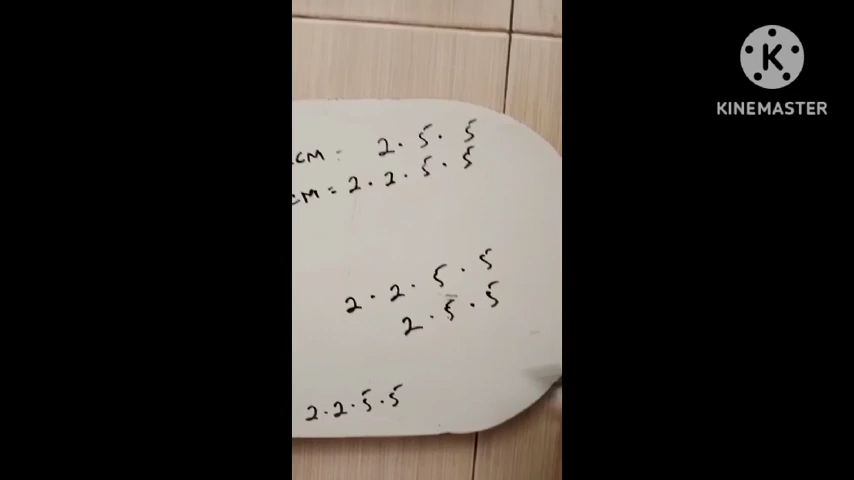 CM = 2.5.5
CM = 2.2.5.5
2.2.5.5
2.5.5
2.2.5.5
KINEMASTER